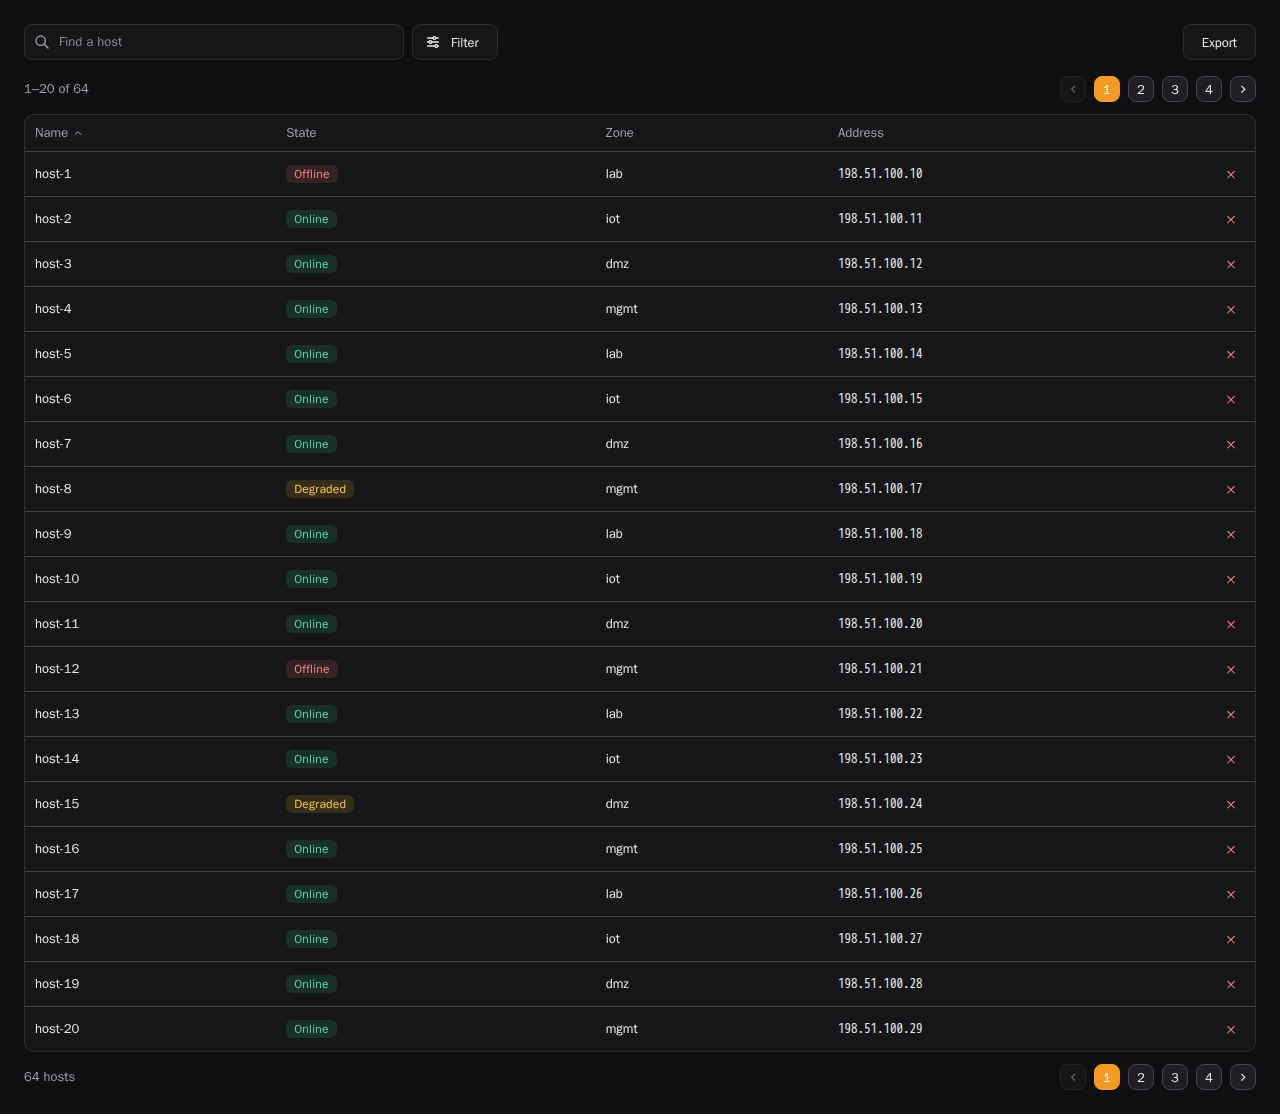 Find a host
Filter
Export
1–20 of 64
1 2 3 4
Name State Zone Address
host-1 Offline lab 198.51.100.10
host-2 Online iot 198.51.100.11
host-3 Online dmz 198.51.100.12
host-4 Online mgmt 198.51.100.13
host-5 Online lab 198.51.100.14
host-6 Online iot 198.51.100.15
host-7 Online dmz 198.51.100.16
host-8 Degraded mgmt 198.51.100.17
host-9 Online lab 198.51.100.18
host-10 Online iot 198.51.100.19
host-11 Online dmz 198.51.100.20
host-12 Offline mgmt 198.51.100.21
host-13 Online lab 198.51.100.22
host-14 Online iot 198.51.100.23
host-15 Degraded dmz 198.51.100.24
host-16 Online mgmt 198.51.100.25
host-17 Online lab 198.51.100.26
host-18 Online iot 198.51.100.27
host-19 Online dmz 198.51.100.28
host-20 Online mgmt 198.51.100.29
64 hosts
1 2 3 4